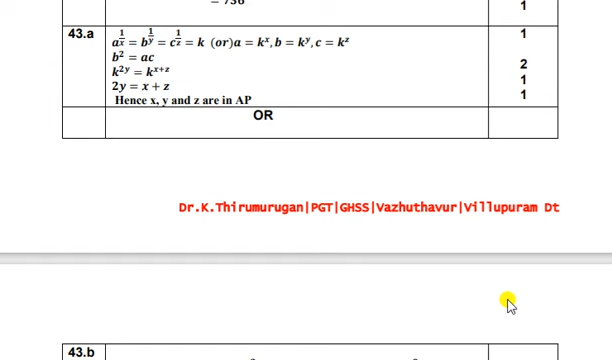 = 736
1
43.a
a^(1/x) = b^(1/y) = c^(1/z) = k (or) a = k^x, b = k^y, c = k^z
1
b² = ac
k^(2y) = k^(x+z)
2
2y = x + z
1
Hence x, y and z are in AP
1
OR
Dr.K.Thirumurugan|PGT|GHSS|Vazhuthavur|Villupuram Dt
43.b